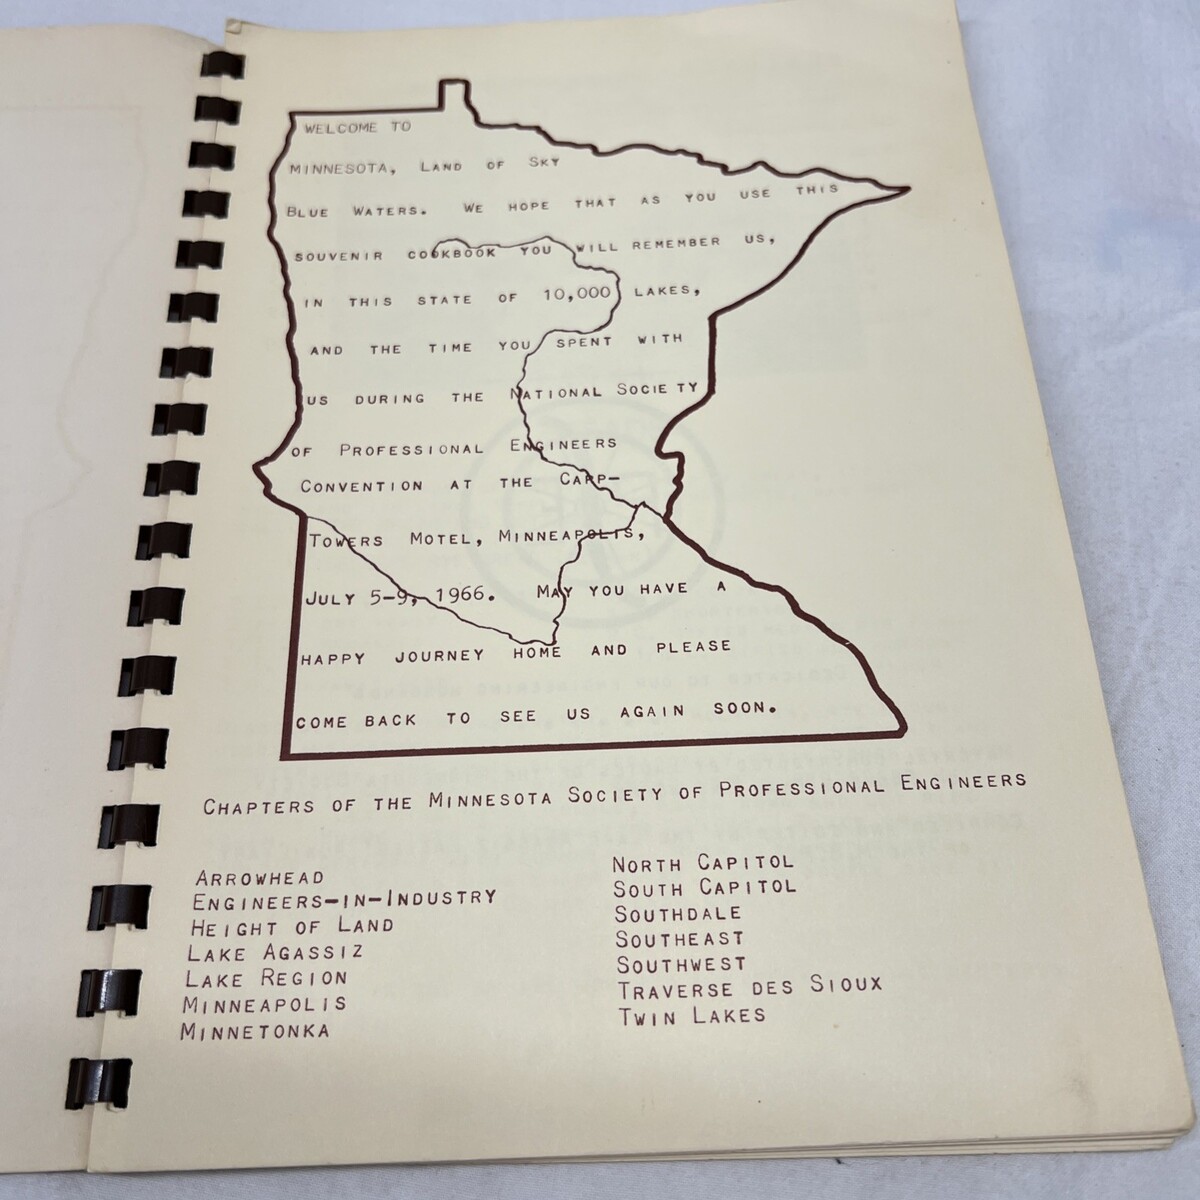 WELCOME TO
MINNESOTA, LAND OF SKY
BLUE WATERS. WE HOPE THAT AS YOU USE THIS
SOUVENIR COOKBOOK YOU WILL REMEMBER US,
IN THIS STATE OF 10,000 LAKES,
AND THE TIME YOU SPENT WITH
US DURING THE NATIONAL SOCIETY
OF PROFESSIONAL ENGINEERS
CONVENTION AT THE CAPP-
TOWERS MOTEL, MINNEAPOLIS,
JULY 5-9, 1966. MAY YOU HAVE A
HAPPY JOURNEY HOME AND PLEASE
COME BACK TO SEE US AGAIN SOON.
CHAPTERS OF THE MINNESOTA SOCIETY OF PROFESSIONAL ENGINEERS
ARROWHEAD
ENGINEERS-IN-INDUSTRY
HEIGHT OF LAND
LAKE AGASSIZ
LAKE REGION
MINNEAPOLIS
MINNETONKA
NORTH CAPITOL
SOUTH CAPITOL
SOUTHDALE
SOUTHEAST
SOUTHWEST
TRAVERSE DES SIOUX
TWIN LAKES